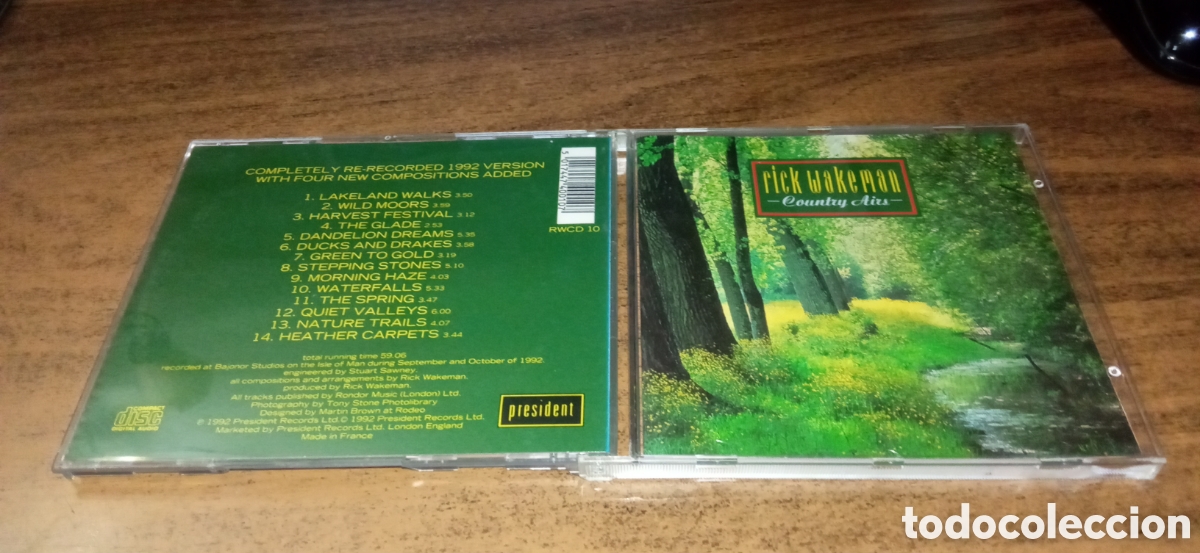 COMPLETELY RE-RECORDED 1992 VERSION
WITH FOUR NEW COMPOSITIONS ADDED
1. LAKELAND WALKS 3.50
2. WILD MOORS 3.59
3. HARVEST FESTIVAL 3.12
4. THE GLADE 2.53
5. DANDELION DREAMS 5.35
6. DUCKS AND DRAKES 3.58
7. GREEN TO GOLD 3.19
8. STEPPING STONES 5.10
9. MORNING HAZE 4.03
10. WATERFALLS 5.33
11. THE SPRING 3.47
12. QUIET VALLEYS 6.00
13. NATURE TRAILS 4.07
14. HEATHER CARPETS 3.44
total running time 59.06
recorded at Bajonor Studios on the Isle of Man during September and October of 1992.
engineered by Stuart Sawney.
all compositions and arrangements by Rick Wakeman.
produced by Rick Wakeman.
All tracks published by Rondor Music (London) Ltd.
Photography by Tony Stone Photolibrary
Designed by Martin Brown at Rodeo
℗ 1992 President Records Ltd. © 1992 President Records Ltd.
Marketed by President Records Ltd. London England
Made in France
COMPACT
disc
DIGITAL AUDIO
president
RWCD 10
rick wakeman
Country Airs
todocoleccion